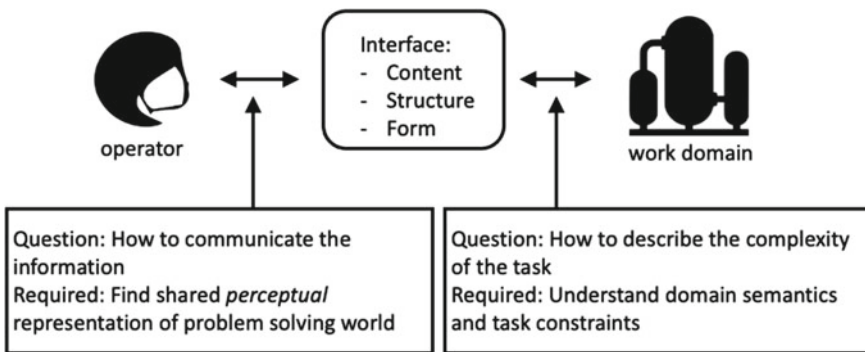 Interface:
- Content
- Structure
- Form
operator
work domain
Question: How to communicate the
information
Required: Find shared perceptual
representation of problem solving world
Question: How to describe the complexity
of the task
Required: Understand domain semantics
and task constraints